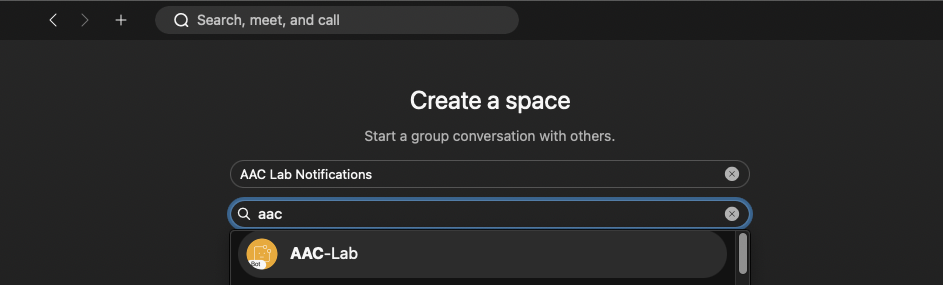 Search, meet, and call
Create a space
Start a group conversation with others.
AAC Lab Notifications
aac
AAC-Lab
Bot